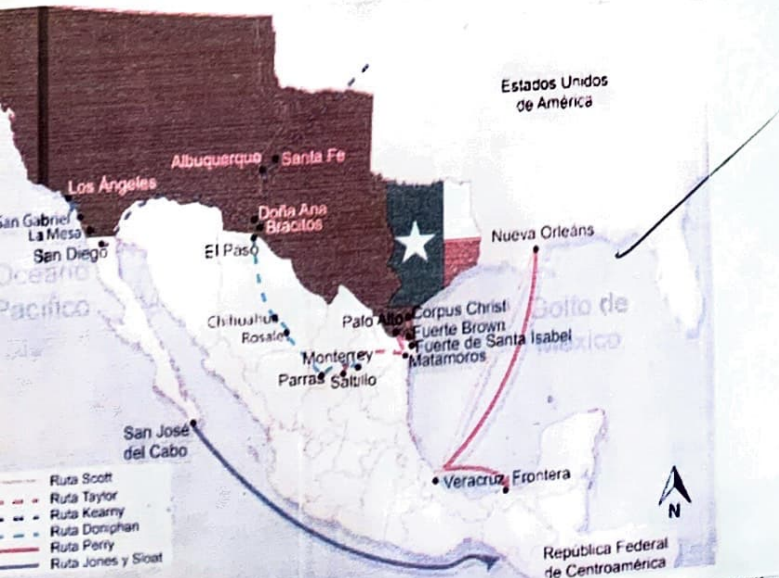 Estados Unidos
de América
Albuquerque
Santa Fe
Los Ángeles
Doña Ana
Bracitos
San Gabriel
La Mesa
San Diego
El Paso
Nueva Orleáns
Océano
Pacífico
Golfo de
México
Chihuahua
Rosale
Palo Alto
Corpus Christ
Fuerte Brown
Fuerte de Santa Isabel
Matamoros
Monterrey
Parras
Saltillo
San José
del Cabo
Veracruz
Frontera
Ruta Scott
Ruta Taylor
Ruta Kearny
Ruta Doniphan
Ruta Perry
Ruta Jones y Sloat
N
República Federal
de Centroamérica